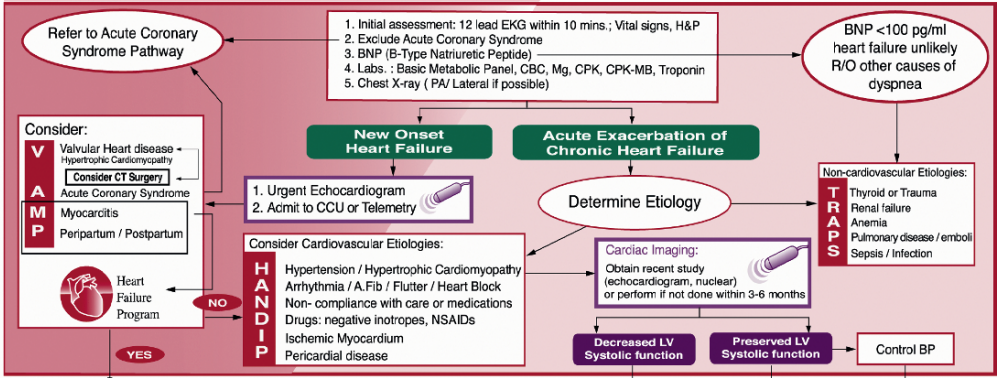 Refer to Acute Coronary
Syndrome Pathway
1. Initial assessment: 12 lead EKG within 10 mins.; Vital signs, H&P
2. Exclude Acute Coronary Syndrome
3. BNP (B-Type Natriuretic Peptide)
4. Labs. : Basic Metabolic Panel, CBC, Mg, CPK, CPK-MB, Troponin
5. Chest X-ray ( PA/ Lateral if possible)
BNP <100 pg/ml
heart failure unlikely
R/O other causes of
dyspnea
New Onset
Heart Failure
Acute Exacerbation of
Chronic Heart Failure
Consider:
V
Valvular Heart disease
Hypertrophic Cardiomyopathy
Consider CT Surgery
A
Acute Coronary Syndrome
M
Myocarditis
P
Peripartum / Postpartum
Heart
Failure
Program
1. Urgent Echocardiogram
2. Admit to CCU or Telemetry
Determine Etiology
Non-cardiovascular Etiologies:
T
Thyroid or Trauma
R
Renal failure
A
Anemia
P
Pulmonary disease / emboli
S
Sepsis / Infection
Consider Cardiovascular Etiologies:
H
Hypertension / Hypertrophic Cardiomyopathy
A
Arrhythmia / A.Fib / Flutter / Heart Block
N
Non- compliance with care or medications
D
Drugs: negative inotropes, NSAIDs
I
Ischemic Myocardium
P
Pericardial disease
Cardiac Imaging:
Obtain recent study
(echocardiogram, nuclear)
or perform if not done within 3-6 months
NO
YES
Decreased LV
Systolic function
Preserved LV
Systolic function
Control BP